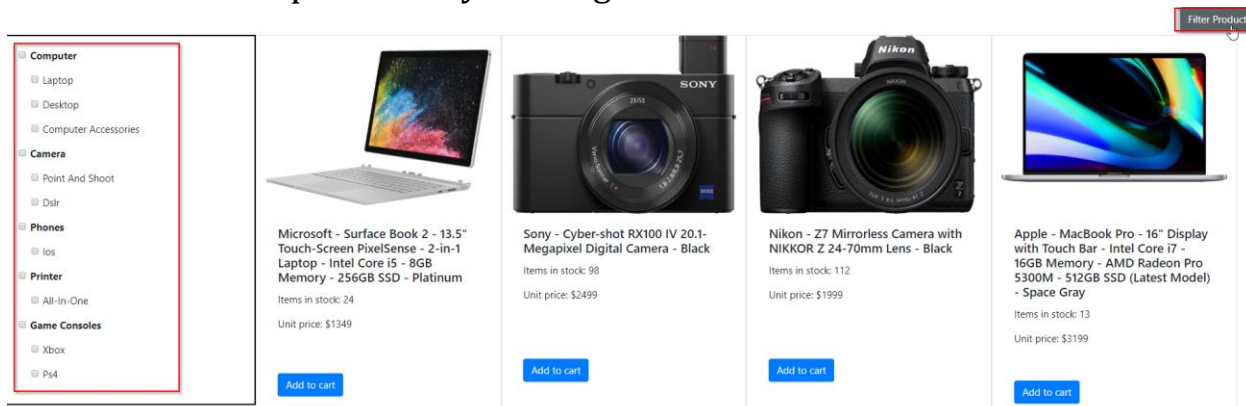 Filter Product
Computer
Laptop
Desktop
Computer Accessories
Camera
Point And Shoot
Dslr
Phones
Ios
Printer
All-In-One
Game Consoles
Xbox
Ps4
Microsoft - Surface Book 2 - 13.5"
Touch-Screen PixelSense - 2-in-1
Laptop - Intel Core i5 - 8GB
Memory - 256GB SSD - Platinum
Items in stock: 24
Unit price: $1349
Add to cart
SONY
ZEISS
Sony - Cyber-shot RX100 IV 20.1-
Megapixel Digital Camera - Black
Items in stock: 98
Unit price: $2499
Add to cart
Nikon
Nikon - Z7 Mirrorless Camera with
NIKKOR Z 24-70mm Lens - Black
Items in stock: 112
Unit price: $1999
Add to cart
Apple - MacBook Pro - 16" Display
with Touch Bar - Intel Core i7 -
16GB Memory - AMD Radeon Pro
5300M - 512GB SSD (Latest Model)
- Space Gray
Items in stock: 13
Unit price: $3199
Add to cart